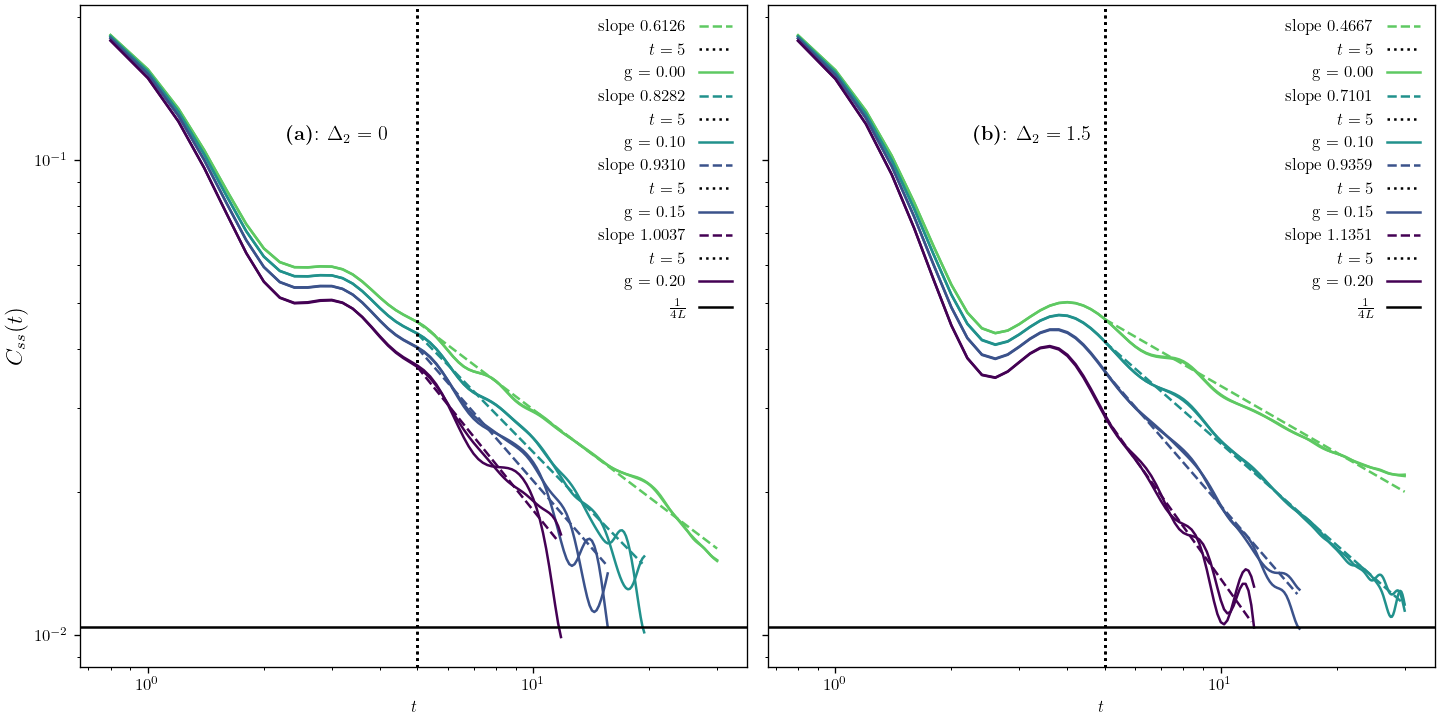 slope 0.6126
t = 5
g = 0.00
slope 0.8282
t = 5
g = 0.10
slope 0.9310
t = 5
g = 0.15
slope 1.0037
t = 5
g = 0.20
1/4L
(a): Δ₂ = 0
10⁻¹
10⁻²
C_ss(t)
10⁰
10¹
t
slope 0.4667
t = 5
g = 0.00
slope 0.7101
t = 5
g = 0.10
slope 0.9359
t = 5
g = 0.15
slope 1.1351
t = 5
g = 0.20
1/4L
(b): Δ₂ = 1.5
10⁰
10¹
t